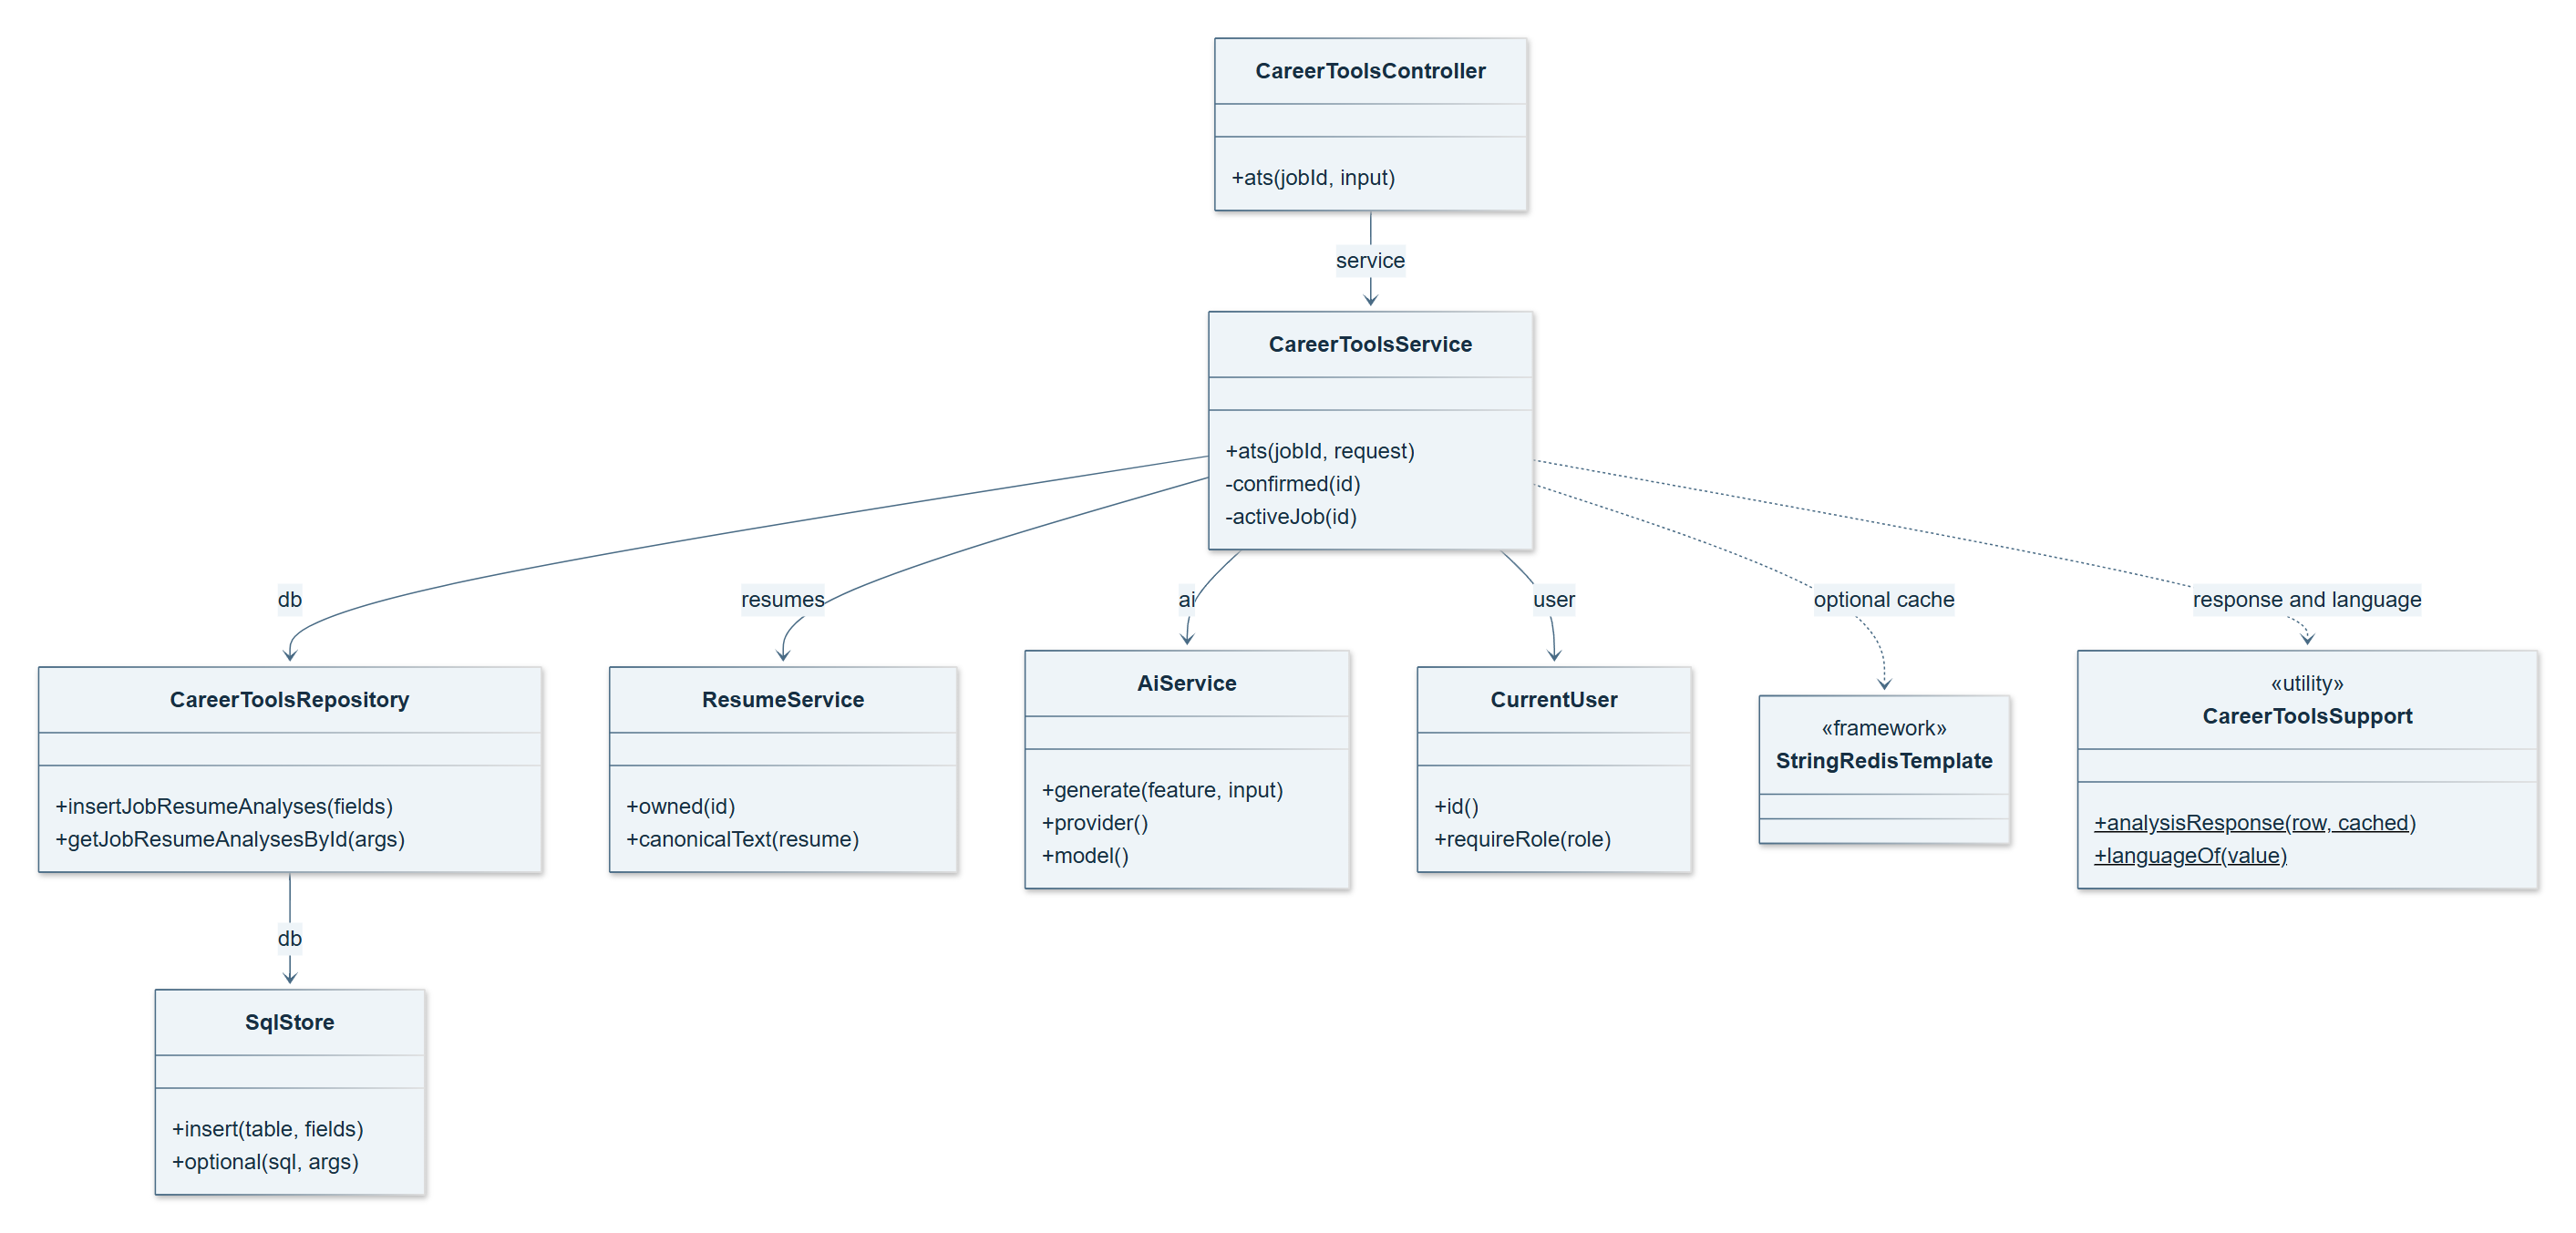 CareerToolsController
+ats(jobId, input)
service
CareerToolsService
+ats(jobId, request)
-confirmed(id)
-activeJob(id)
db
resumes
ai
user
optional cache
response and language
CareerToolsRepository
+insertJobResumeAnalyses(fields)
+getJobResumeAnalysesById(args)
ResumeService
+owned(id)
+canonicalText(resume)
AiService
+generate(feature, input)
+provider()
+model()
CurrentUser
+id()
+requireRole(role)
«framework»
StringRedisTemplate
«utility»
CareerToolsSupport
+analysisResponse(row, cached)
+languageOf(value)
db
SqlStore
+insert(table, fields)
+optional(sql, args)